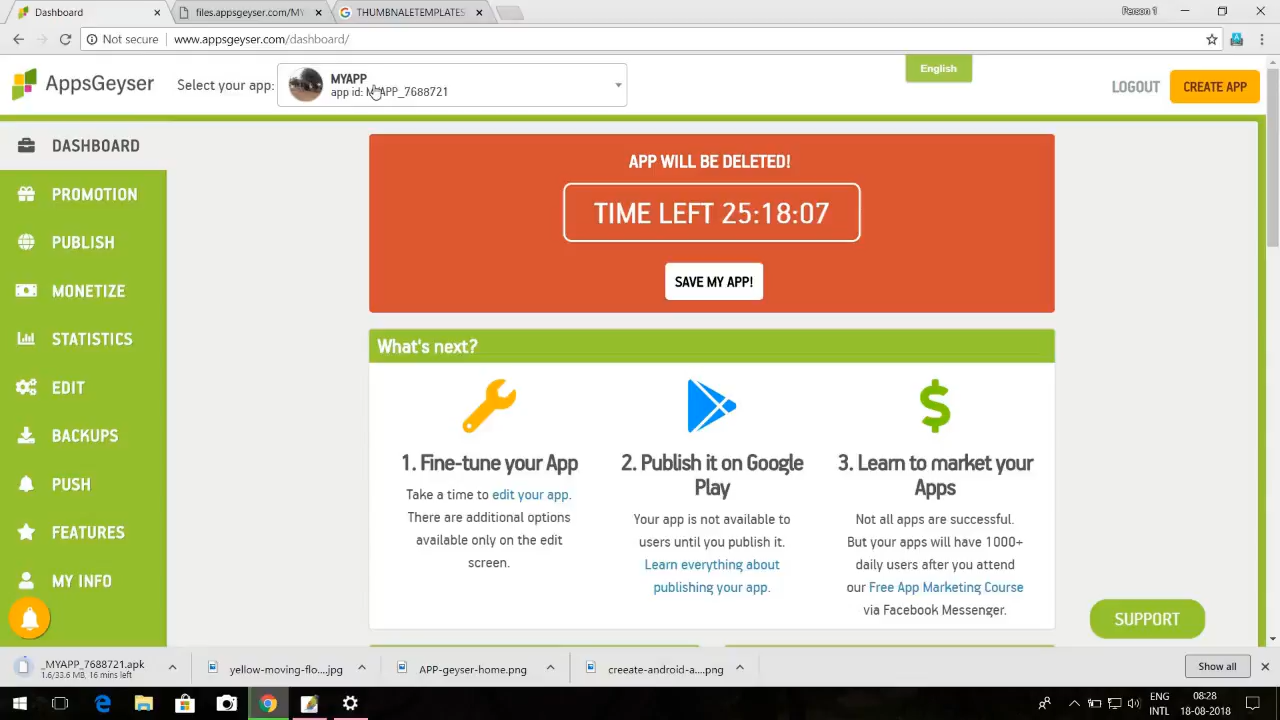 Dashboard
files.appsgeyser.com/MY
THUMBNALETEMPLATES
Person 1
Not secure
www.appsgeyser.com/dashboard/
AppsGeyser
Select your app:
MYAPP
app id: MYAPP_7688721
English
LOGOUT
CREATE APP
DASHBOARD
PROMOTION
PUBLISH
MONETIZE
STATISTICS
EDIT
BACKUPS
PUSH
FEATURES
MY INFO
APP WILL BE DELETED!
TIME LEFT 25:18:07
SAVE MY APP!
What's next?
1. Fine-tune your App
Take a time to edit your app.
There are additional options
available only on the edit
screen.
2. Publish it on Google
Play
Your app is not available to
users until you publish it.
Learn everything about
publishing your app.
3. Learn to market your
Apps
Not all apps are successful.
But your apps will have 1000+
daily users after you attend
our Free App Marketing Course
via Facebook Messenger.
SUPPORT
_MYAPP_7688721.apk
1.6/33.6 MB, 16 mins left
yellow-moving-flo....jpg
APP-geyser-home.png
create-android-a....png
Show all
ENG
INTL
08:28
18-08-2018